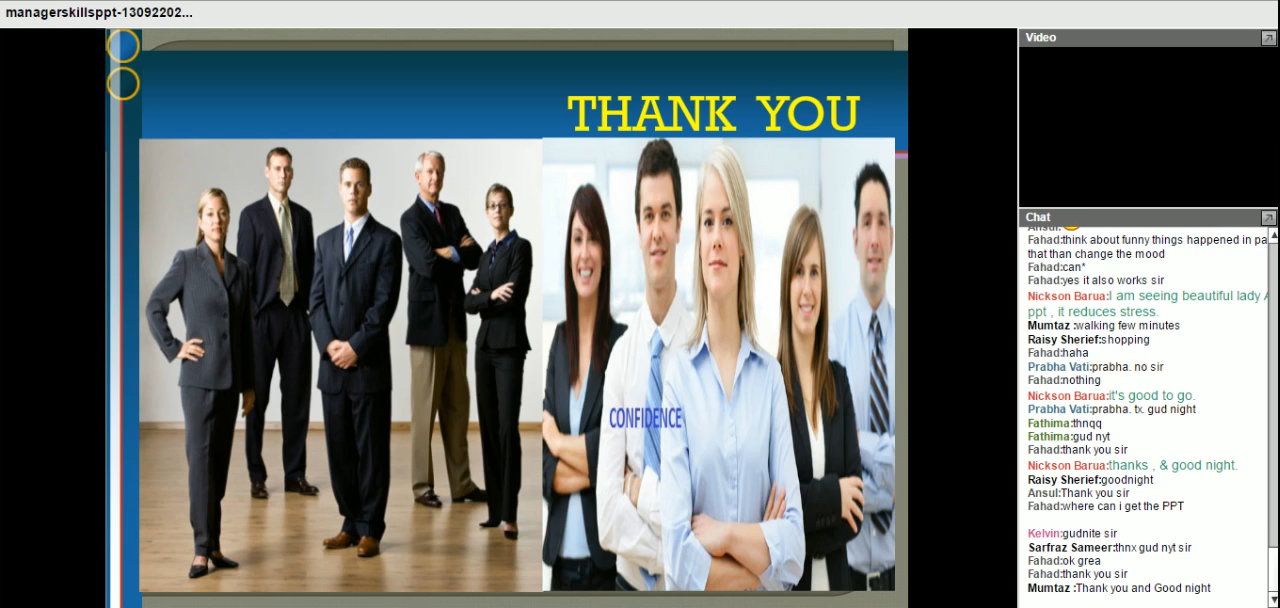 managerskillsppt-13092202...
THANK YOU
CONFIDENCE
Video
Chat
Ansul:
Fahad:think about funny things happened in pa
that than change the mood
Fahad:can*
Fahad:yes it also works sir
Nickson Barua:I am seeing beautiful lady A
ppt , it reduces stress.
Mumtaz :walking few minutes
Raisy Sherief:shopping
Fahad:haha
Prabha Vati:prabha. no sir
Fahad:nothing
Nickson Barua:it's good to go.
Prabha Vati:prabha. tx. gud night
Fathima:thnqq
Fathima:gud nyt
Fahad:thank you sir
Nickson Barua:thanks , & good night.
Raisy Sherief:goodnight
Ansul:Thank you sir
Fahad:where can i get the PPT
Kelvin:gudnite sir
Sarfraz Sameer:thnx gud nyt sir
Fahad:ok grea
Fahad:thank you sir
Mumtaz :Thank you and Good night